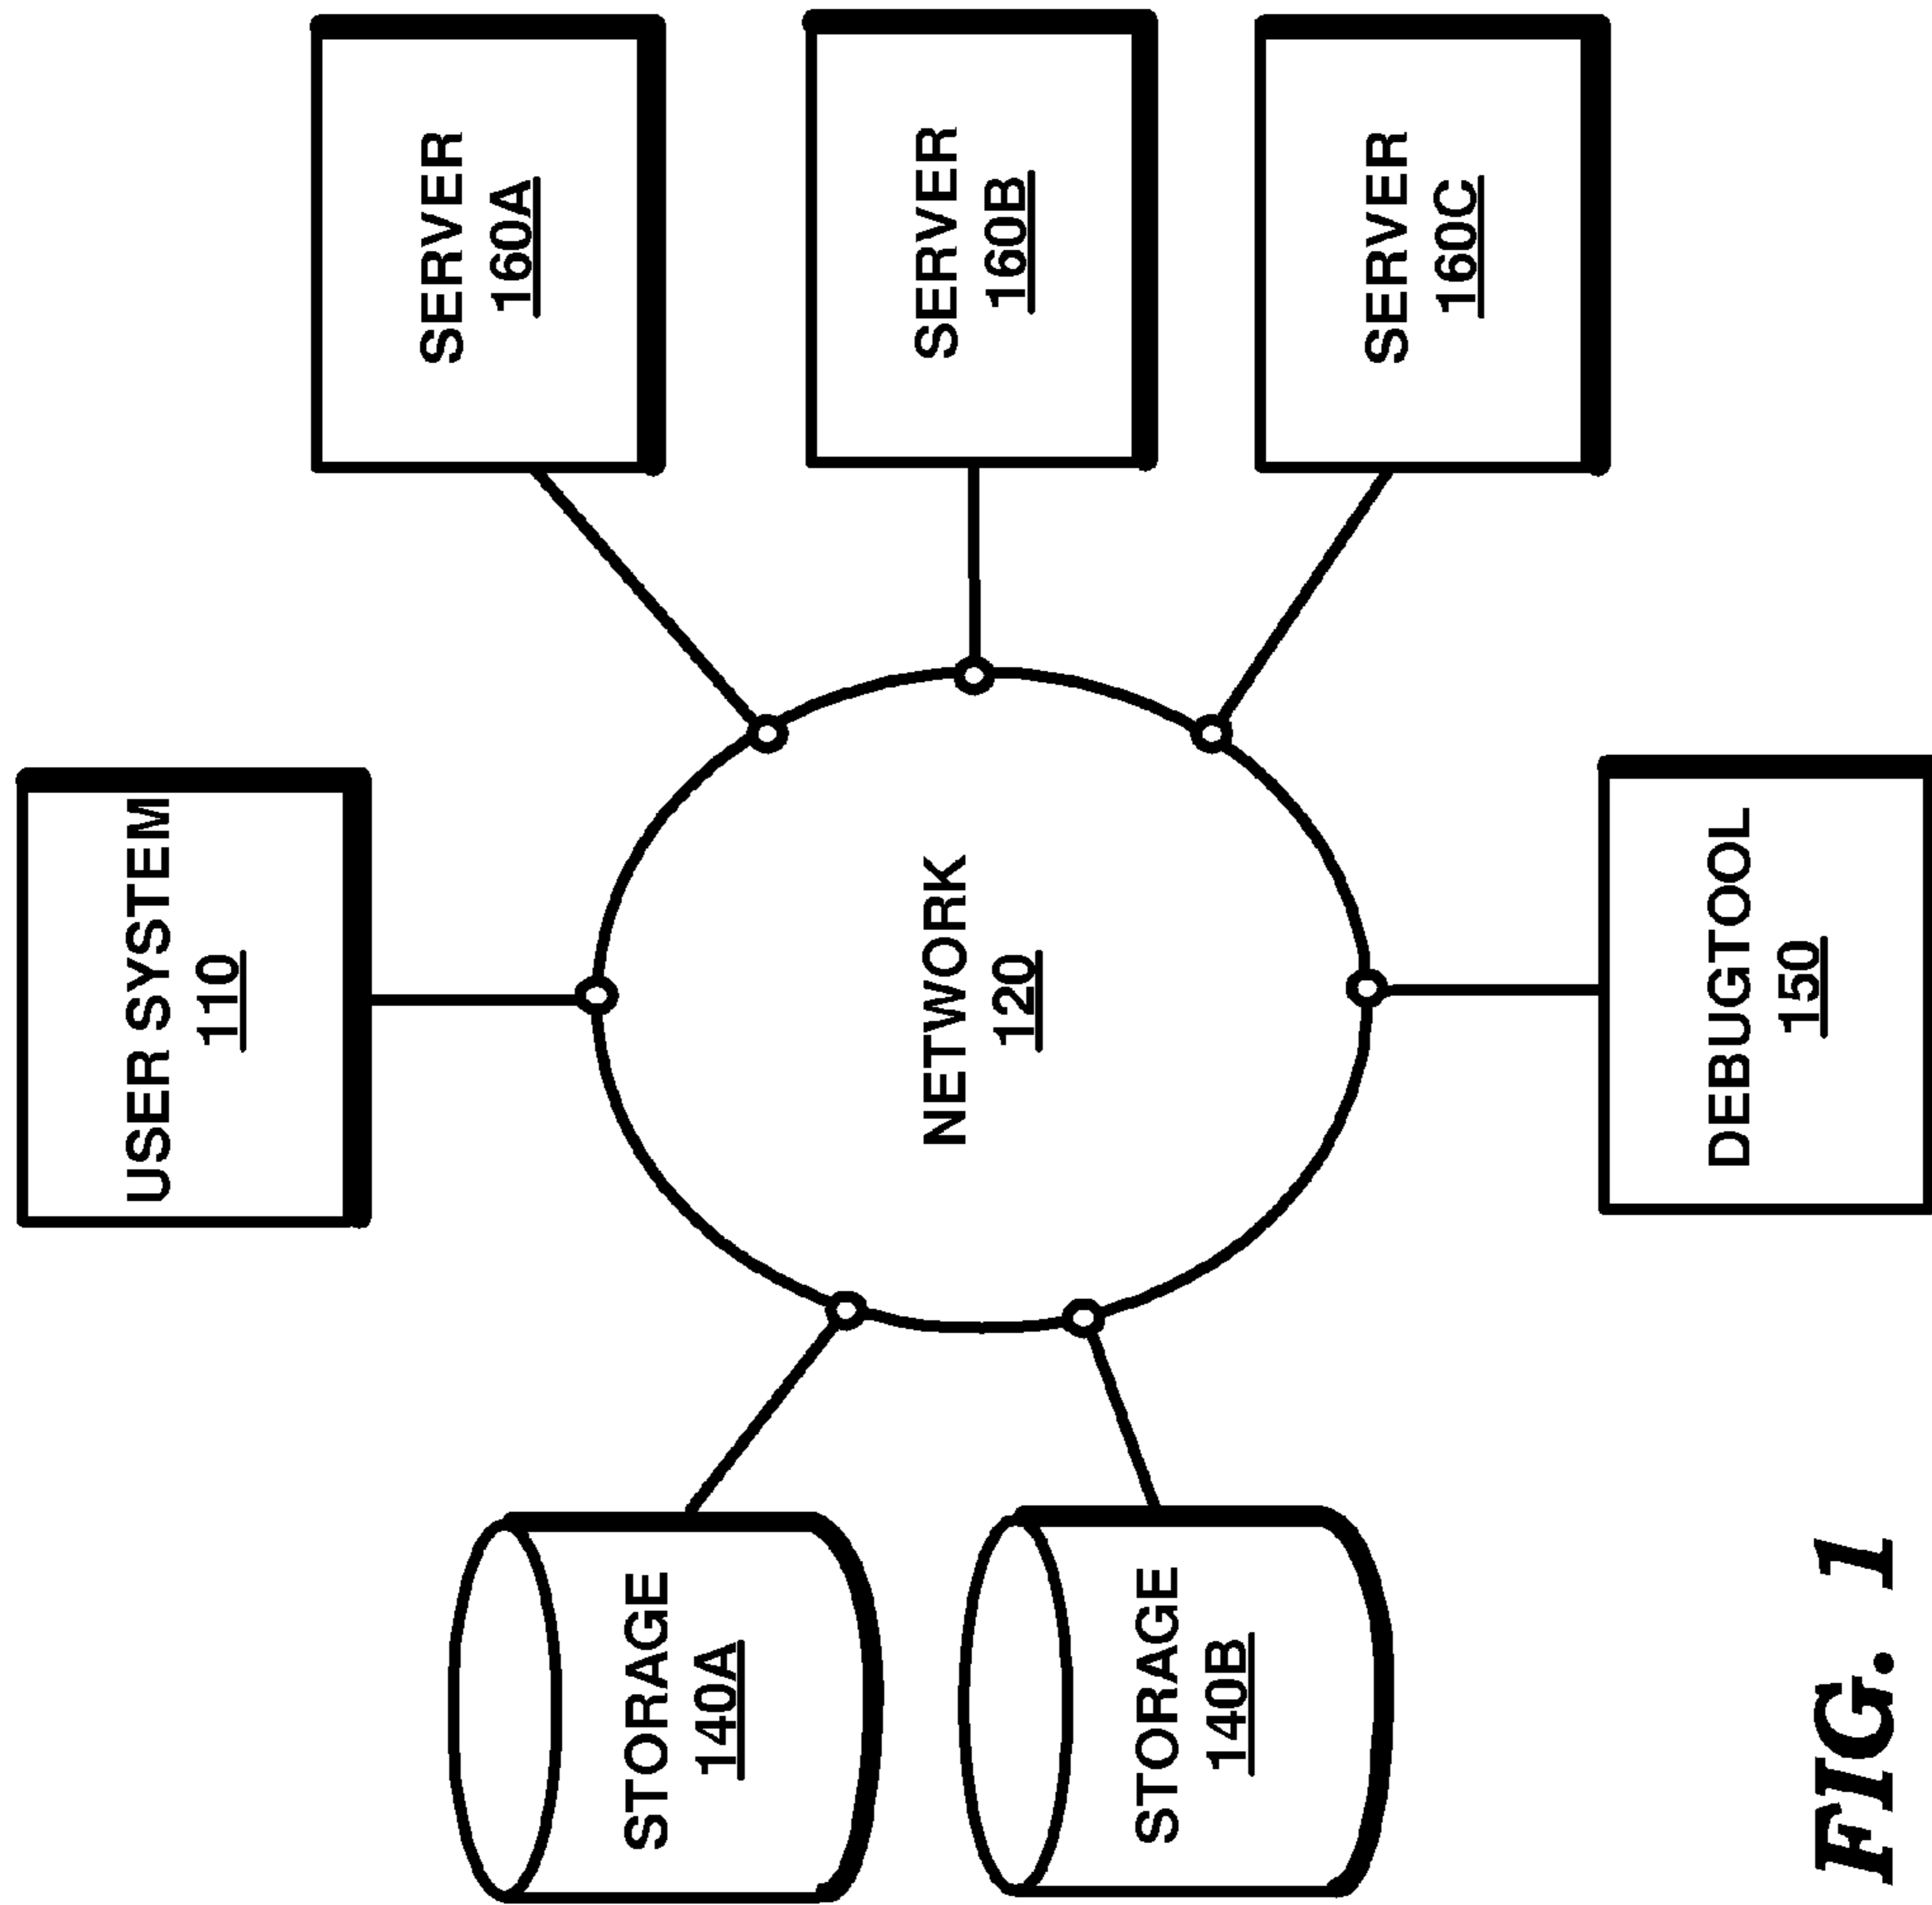 USER SYSTEM
110
STORAGE
140A
SERVER
160A
NETWORK
120
SERVER
160B
STORAGE
140B
SERVER
160C
DEBUGTOOL
150
FIG. 1